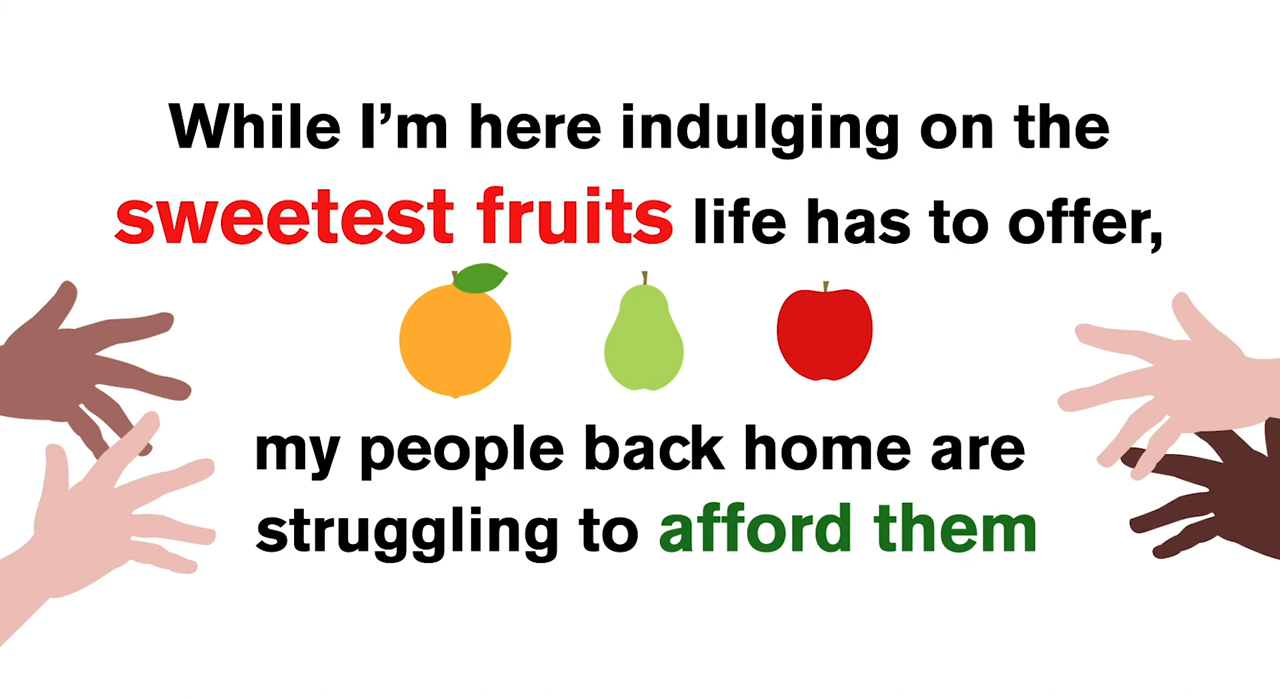 While I’m here indulging on the
sweetest fruits life has to offer,
my people back home are
struggling to afford them